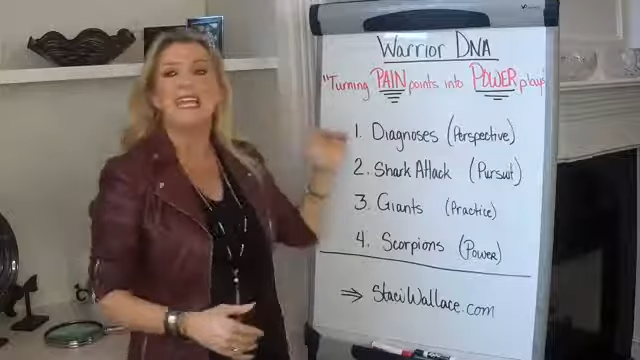 Warrior DNA
"Turning PAIN points into POWER plays"
1. Diagnoses (Perspective)
2. Shark Attack (Pursuit)
3. Giants (Practice)
4. Scorpions (Power)
⇒ StaciWallace.com